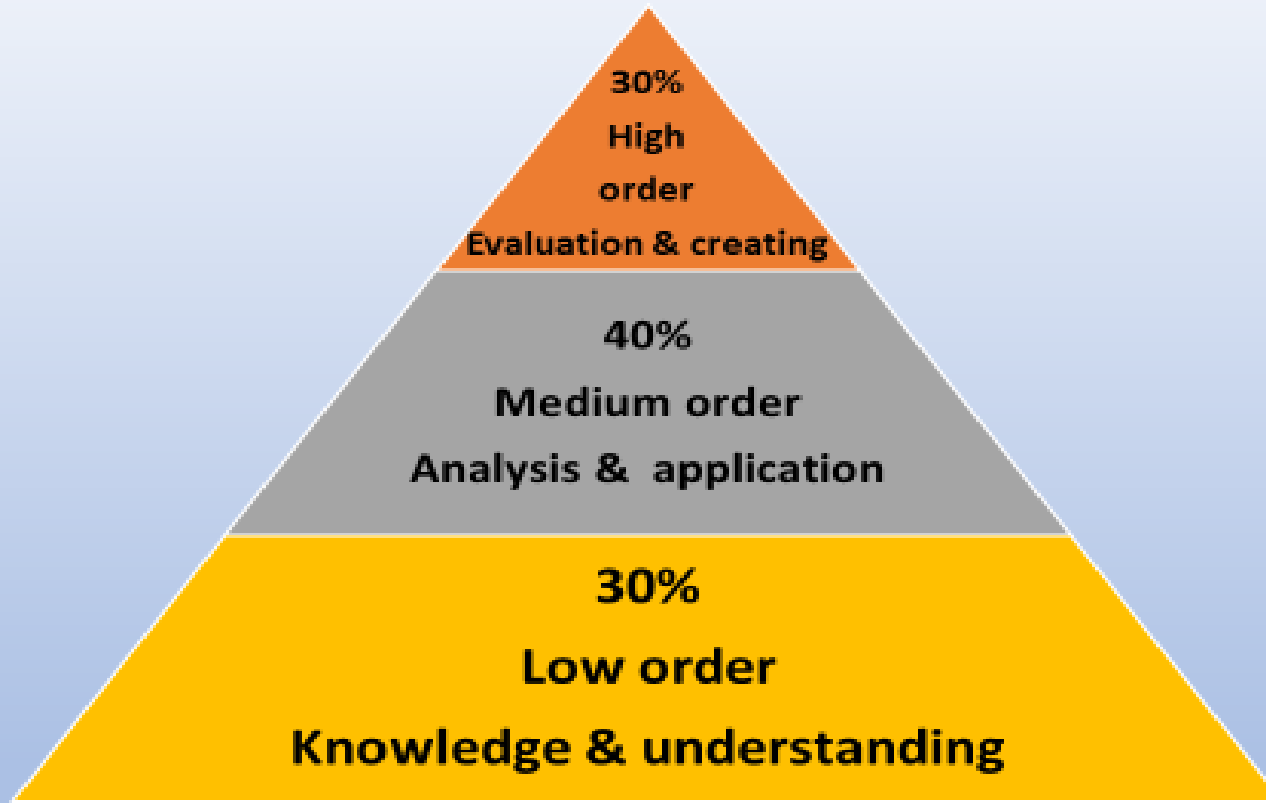 30%
High
order
Evaluation & creating
40%
Medium order
Analysis &  application
30%
Low order
Knowledge & understanding